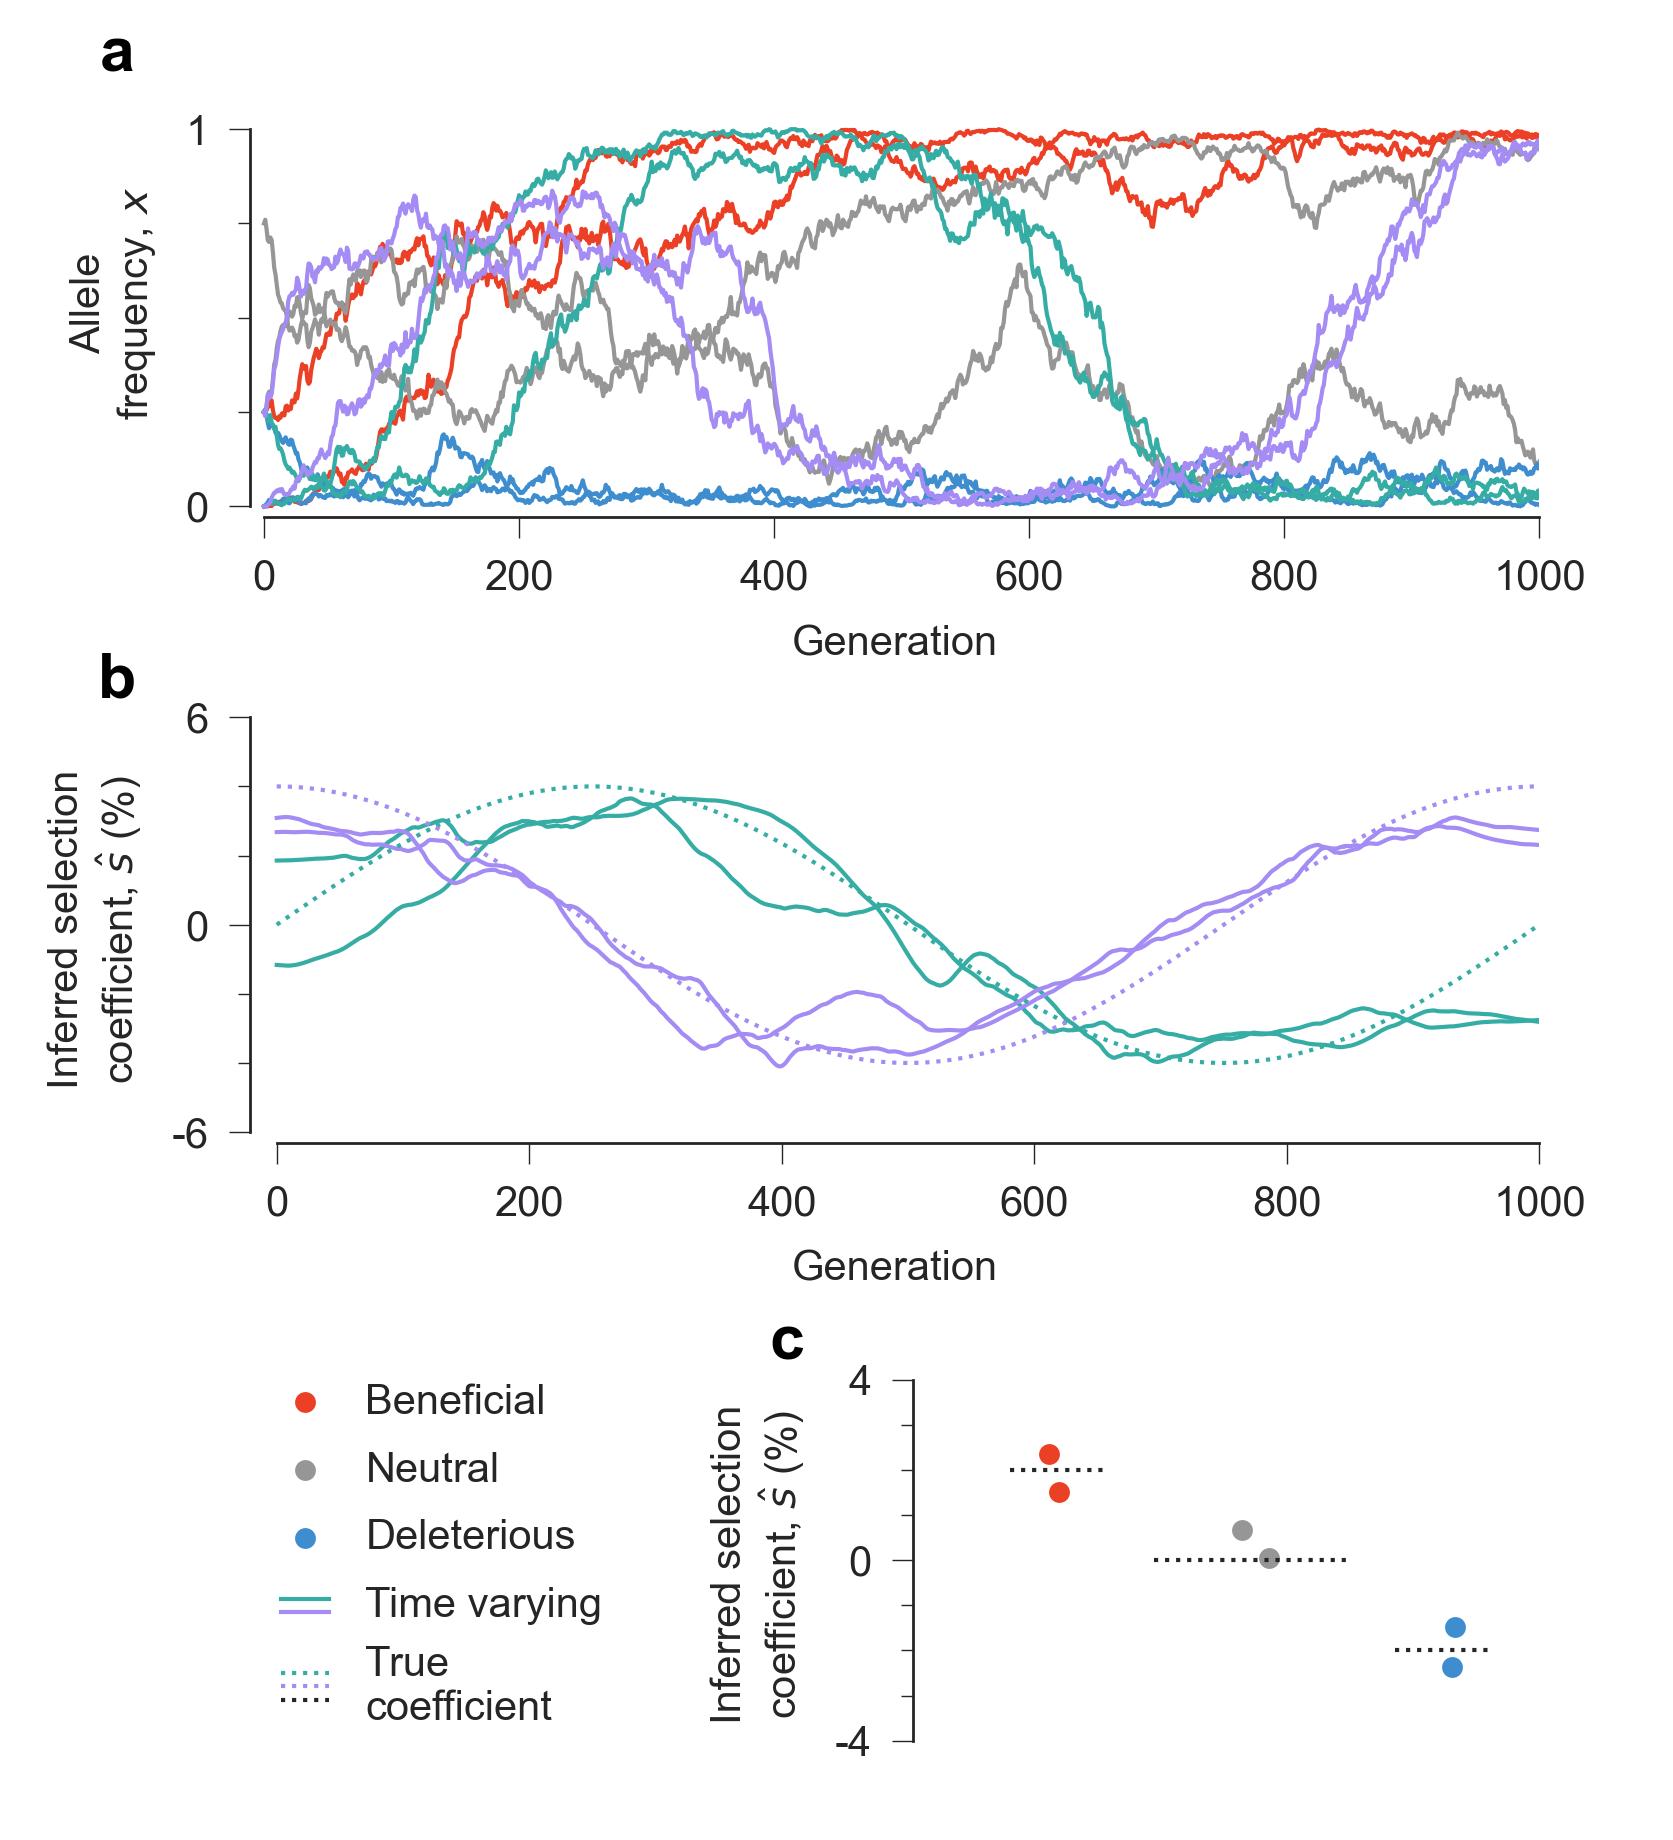 a
1
0
Allele
frequency, x
0 200 400 600 800 1000
Generation
b
6
0
-6
Inferred selection
coefficient, ŝ (%)
0 200 400 600 800 1000
Generation
Beneficial
Neutral
Deleterious
Time varying
True
coefficient
c
4
0
-4
Inferred selection
coefficient, ŝ (%)